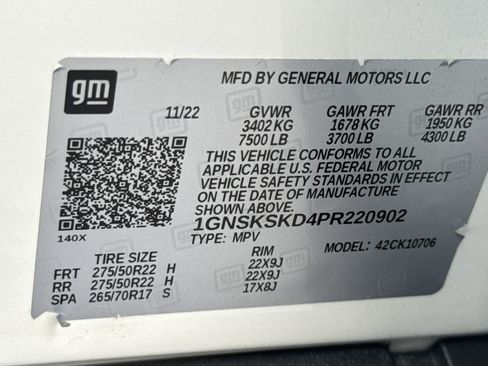 gm
MFD BY GENERAL MOTORS LLC
11/22 GVWR GAWR FRT GAWR RR
3402 KG 1678 KG 1950 KG
7500 LB 3700 LB 4300 LB
THIS VEHICLE CONFORMS TO ALL
APPLICABLE U.S. FEDERAL MOTOR
VEHICLE SAFETY STANDARDS IN EFFECT
ON THE DATE OF MANUFACTURE
SHOWN ABOVE.
1GNSKSKD4PR220902
140X
TYPE: MPV MODEL: 42CK10706
TIRE SIZE RIM
FRT 275/50R22 H 22X9J
RR 275/50R22 H 22X9J
SPA 265/70R17 S 17X8J